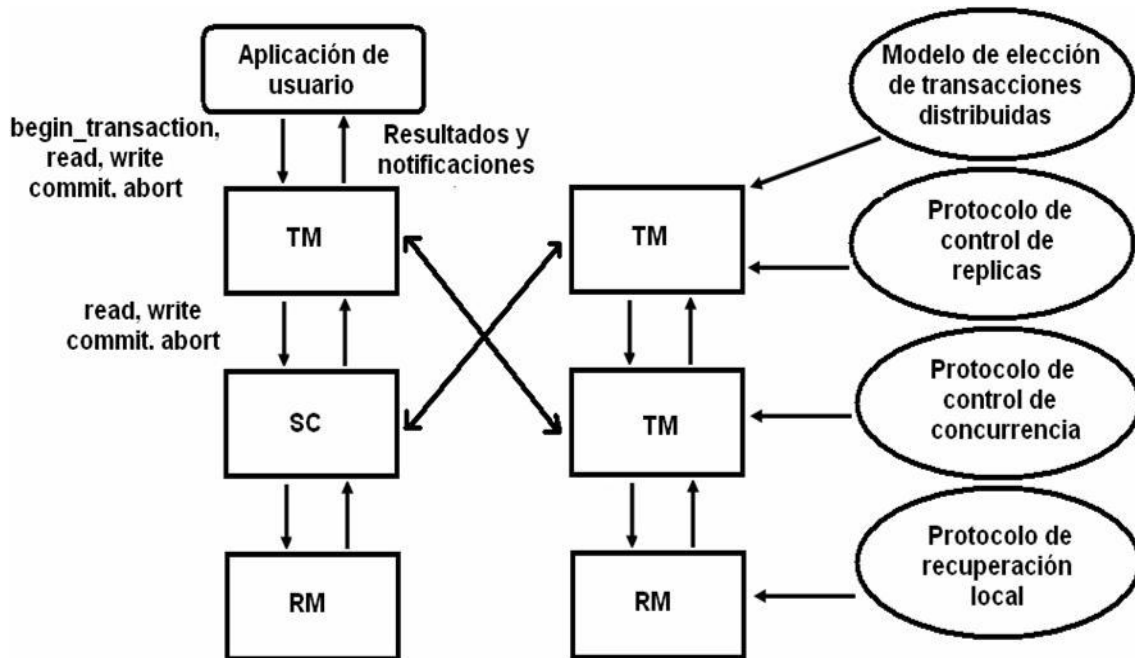 Aplicación de
usuario
begin_transaction,
read, write
commit. abort
Resultados y
notificaciones
TM
read, write
commit. abort
SC
RM
TM
TM
RM
Modelo de elección
de transacciones
distribuidas
Protocolo de
control de
replicas
Protocolo de
control de
concurrencia
Protocolo de
recuperación
local